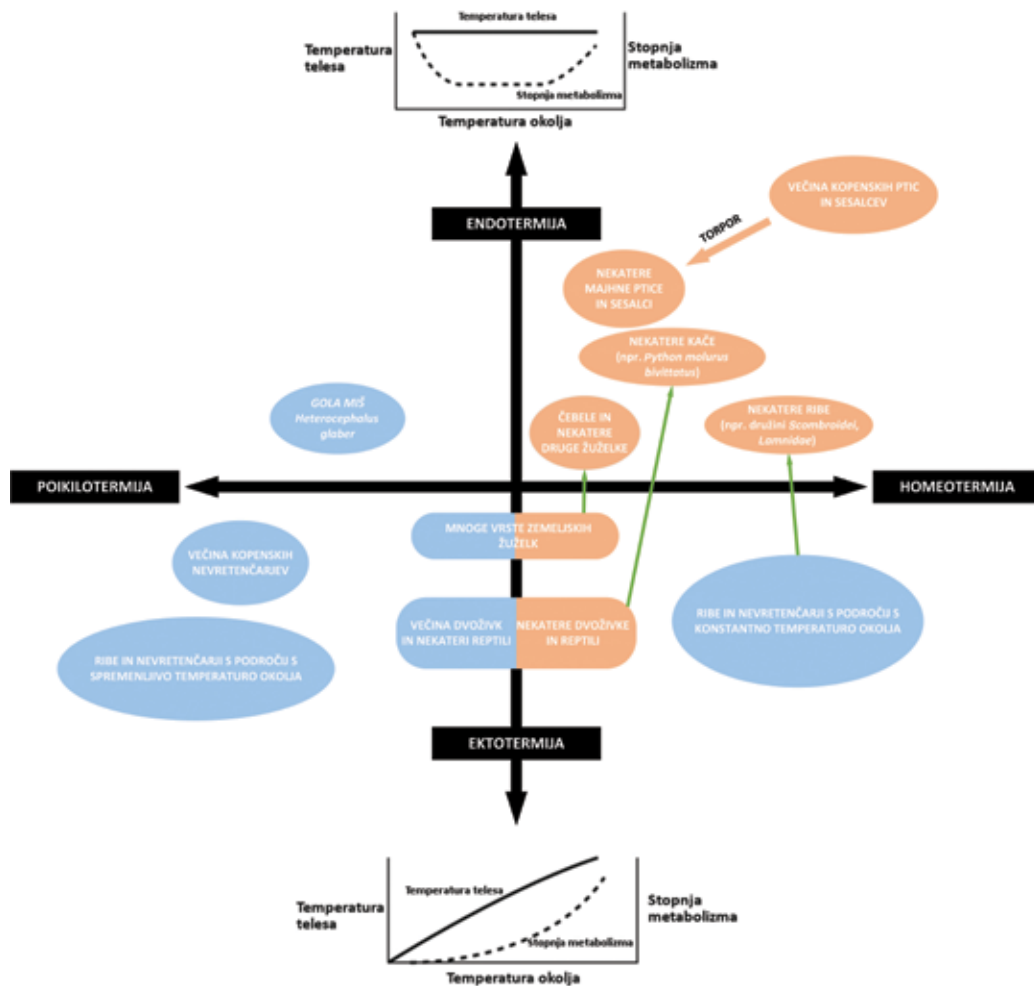 Temperatura telesa
Temperatura
telesa
Stopnja
metabolizma
Stopnja metabolizma
Temperatura okolja
VEČINA KOPENSKIH PTIC
IN SESALCEV
ENDOTERMIJA
TORPOR
NEKATERE
MAJHNE PTICE
IN SESALCI
NEKATERE KAČE
(npr. Python molurus
bivittatus)
GOLA MIŠ
Heterocephalus
glaber
ČEBELE IN
NEKATERE
DRUGE ŽUŽELKE
NEKATERE RIBE
(npr. družini Scombroidei,
Lamnidae)
POIKILOTERMIJA
HOMEOTERMIJA
MNOGE VRSTE ZEMELJSKIH
ŽUŽELK
VEČINA KOPENSKIH
NEVRETENČARJEV
VEČINA DVOŽIVK
IN NEKATERI REPTILI
NEKATERE DVOŽIVKE
IN REPTILI
RIBE IN NEVRETENČARJI S PODROČJ S
KONSTANTNO TEMPERATURO OKOLJA
RIBE IN NEVRETENČARJI S PODROČJ S
SPREMENLJIVO TEMPERATURO OKOLJA
EKTOTERMIJA
Temperatura telesa
Temperatura
telesa
Stopnja
metabolizma
Stopnja metabolizma
Temperatura okolja